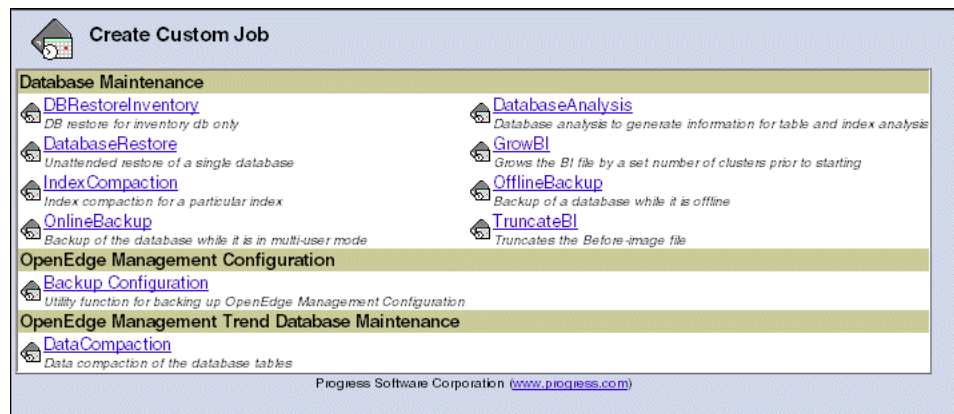 Create Custom Job
Database Maintenance
DBRestoreInventory
DB restore for inventory db only
DatabaseAnalysis
Database analysis to generate information for table and index analysis
DatabaseRestore
Unattended restore of a single database
GrowBI
Grows the BI file by a set number of clusters prior to starting
IndexCompaction
Index compaction for a particular index
OfflineBackup
Backup of a database while it is offline
OnlineBackup
Backup of the database while it is in multi-user mode
TruncateBI
Truncates the Before-image file
OpenEdge Management Configuration
Backup Configuration
Utility function for backing up OpenEdge Management Configuration
OpenEdge Management Trend Database Maintenance
DataCompaction
Data compaction of the database tables
Progress Software Corporation (www.progress.com)